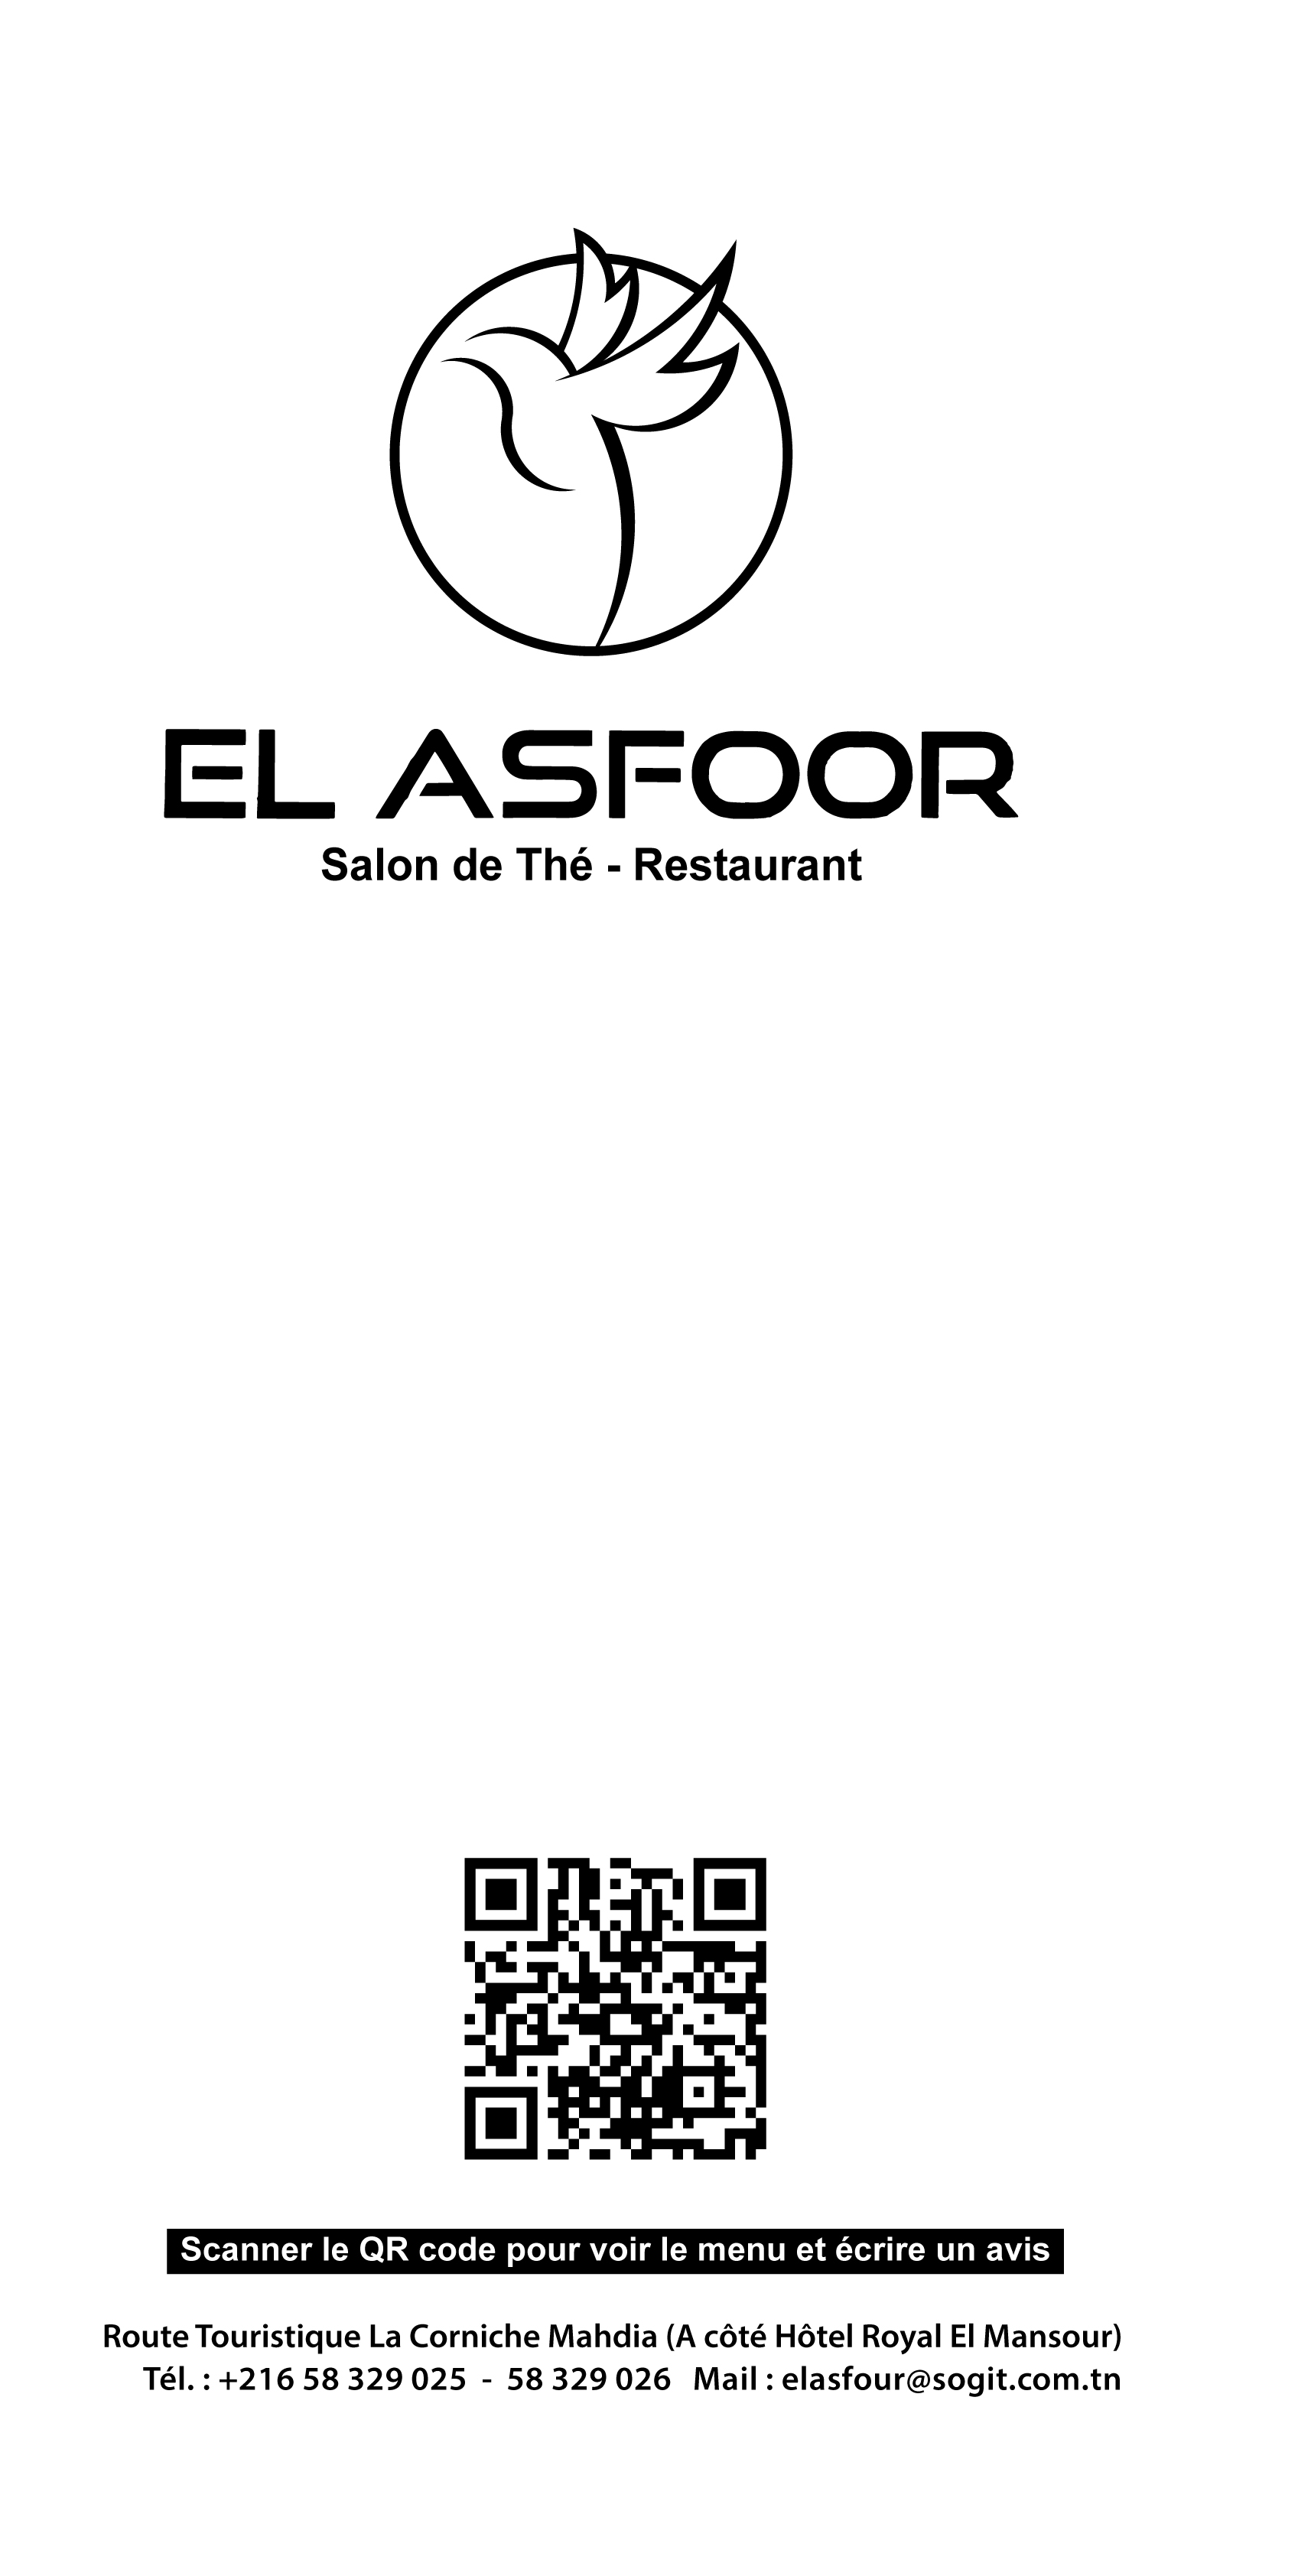 EL ASFOOR
Salon de Thé - Restaurant
Scanner le QR code pour voir le menu et écrire un avis
Route Touristique La Corniche Mahdia (A côté Hôtel Royal El Mansour)
Tél. : +216 58 329 025 - 58 329 026 Mail : elasfour@sogit.com.tn